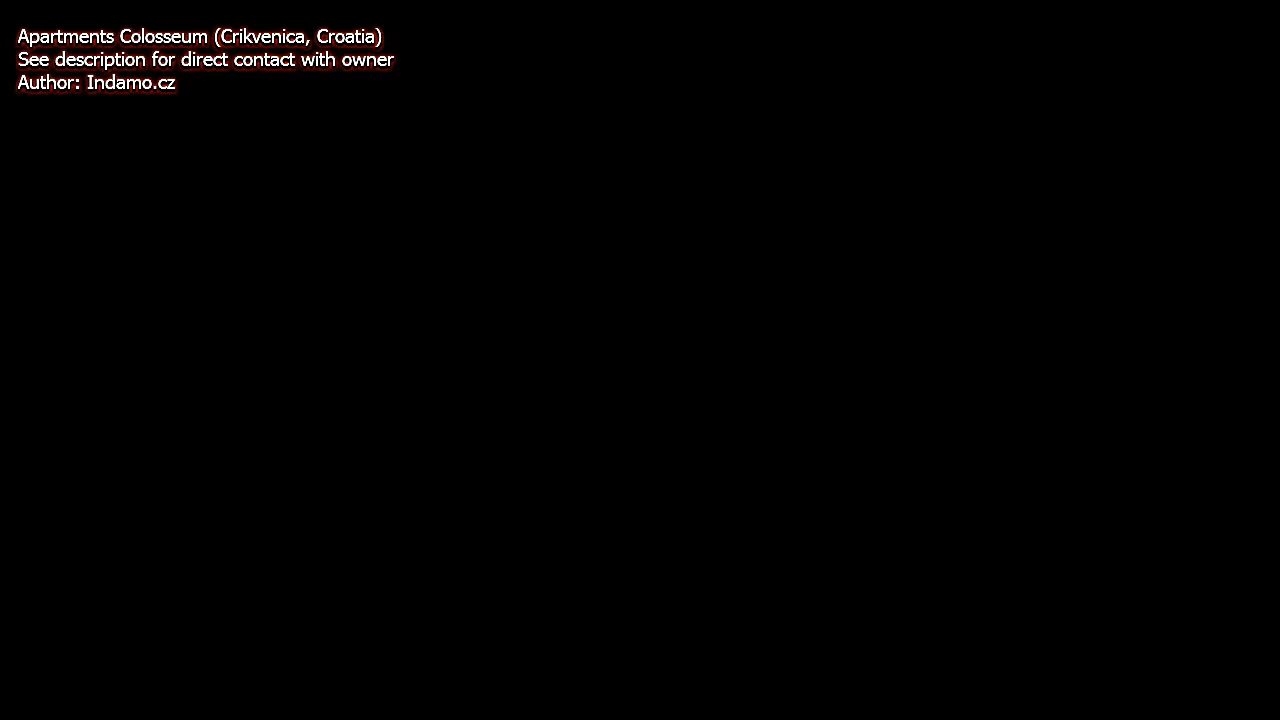 Apartments Colosseum (Crikvenica, Croatia)
See description for direct contact with owner
Author: Indamo.cz